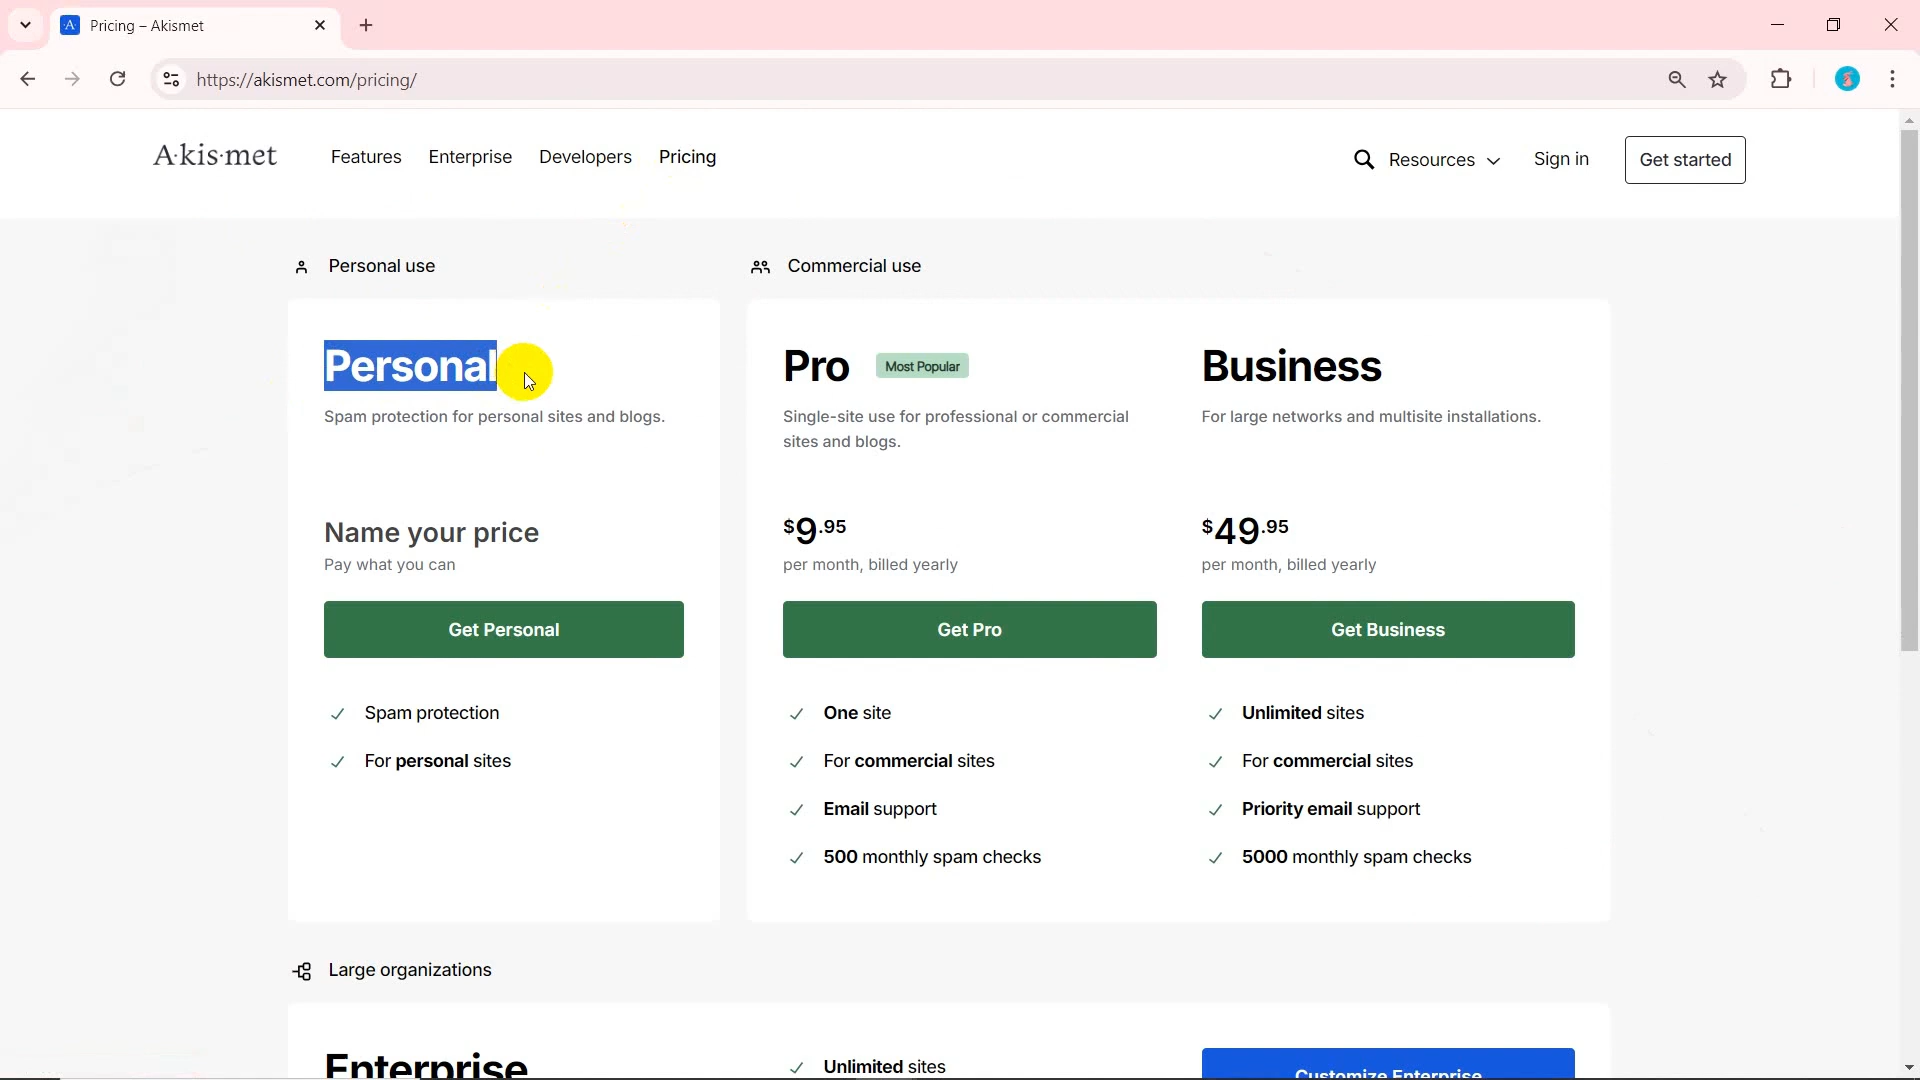 Pricing – Akismet
https://akismet.com/pricing/
A·kis·met
Features
Enterprise
Developers
Pricing
Resources
Sign in
Get started
Personal use
Personal
Spam protection for personal sites and blogs.
Name your price
Pay what you can
Get Personal
Spam protection
For personal sites
Commercial use
Pro
Most Popular
Single-site use for professional or commercial
sites and blogs.
$9.95
per month, billed yearly
Get Pro
One site
For commercial sites
Email support
500 monthly spam checks
Business
For large networks and multisite installations.
$49.95
per month, billed yearly
Get Business
Unlimited sites
For commercial sites
Priority email support
5000 monthly spam checks
Large organizations
Enterprise
Unlimited sites
Customize Enterprise